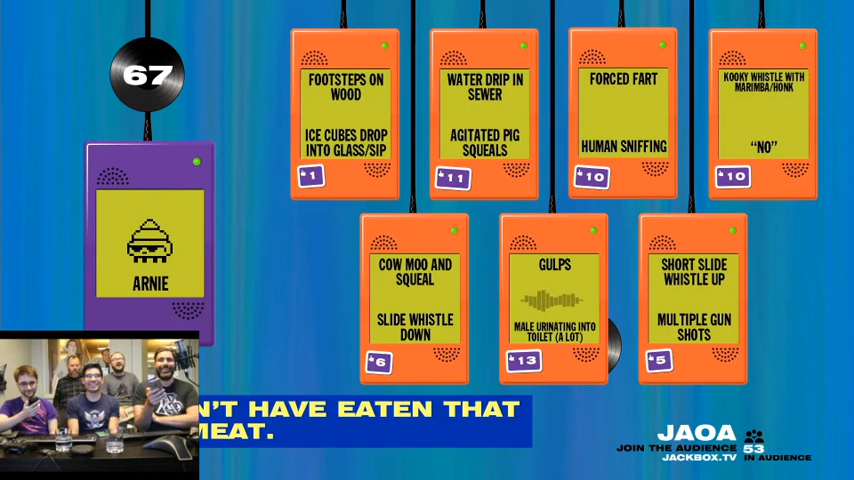 67
FOOTSTEPS ON
WOOD
ICE CUBES DROP
INTO GLASS/SIP
1
WATER DRIP IN
SEWER
AGITATED PIG
SQUEALS
11
FORCED FART
HUMAN SNIFFING
10
KOOKY WHISTLE WITH
MARIMBA/HONK
“NO”
10
ARNIE
COW MOO AND
SQUEAL
SLIDE WHISTLE
DOWN
6
GULPS
MALE URINATING INTO
TOILET (A LOT)
13
SHORT SLIDE
WHISTLE UP
MULTIPLE GUN
SHOTS
5
N'T HAVE EATEN THAT
MEAT.
JAOA
JOIN THE AUDIENCE 53
JACKBOX.TV IN AUDIENCE